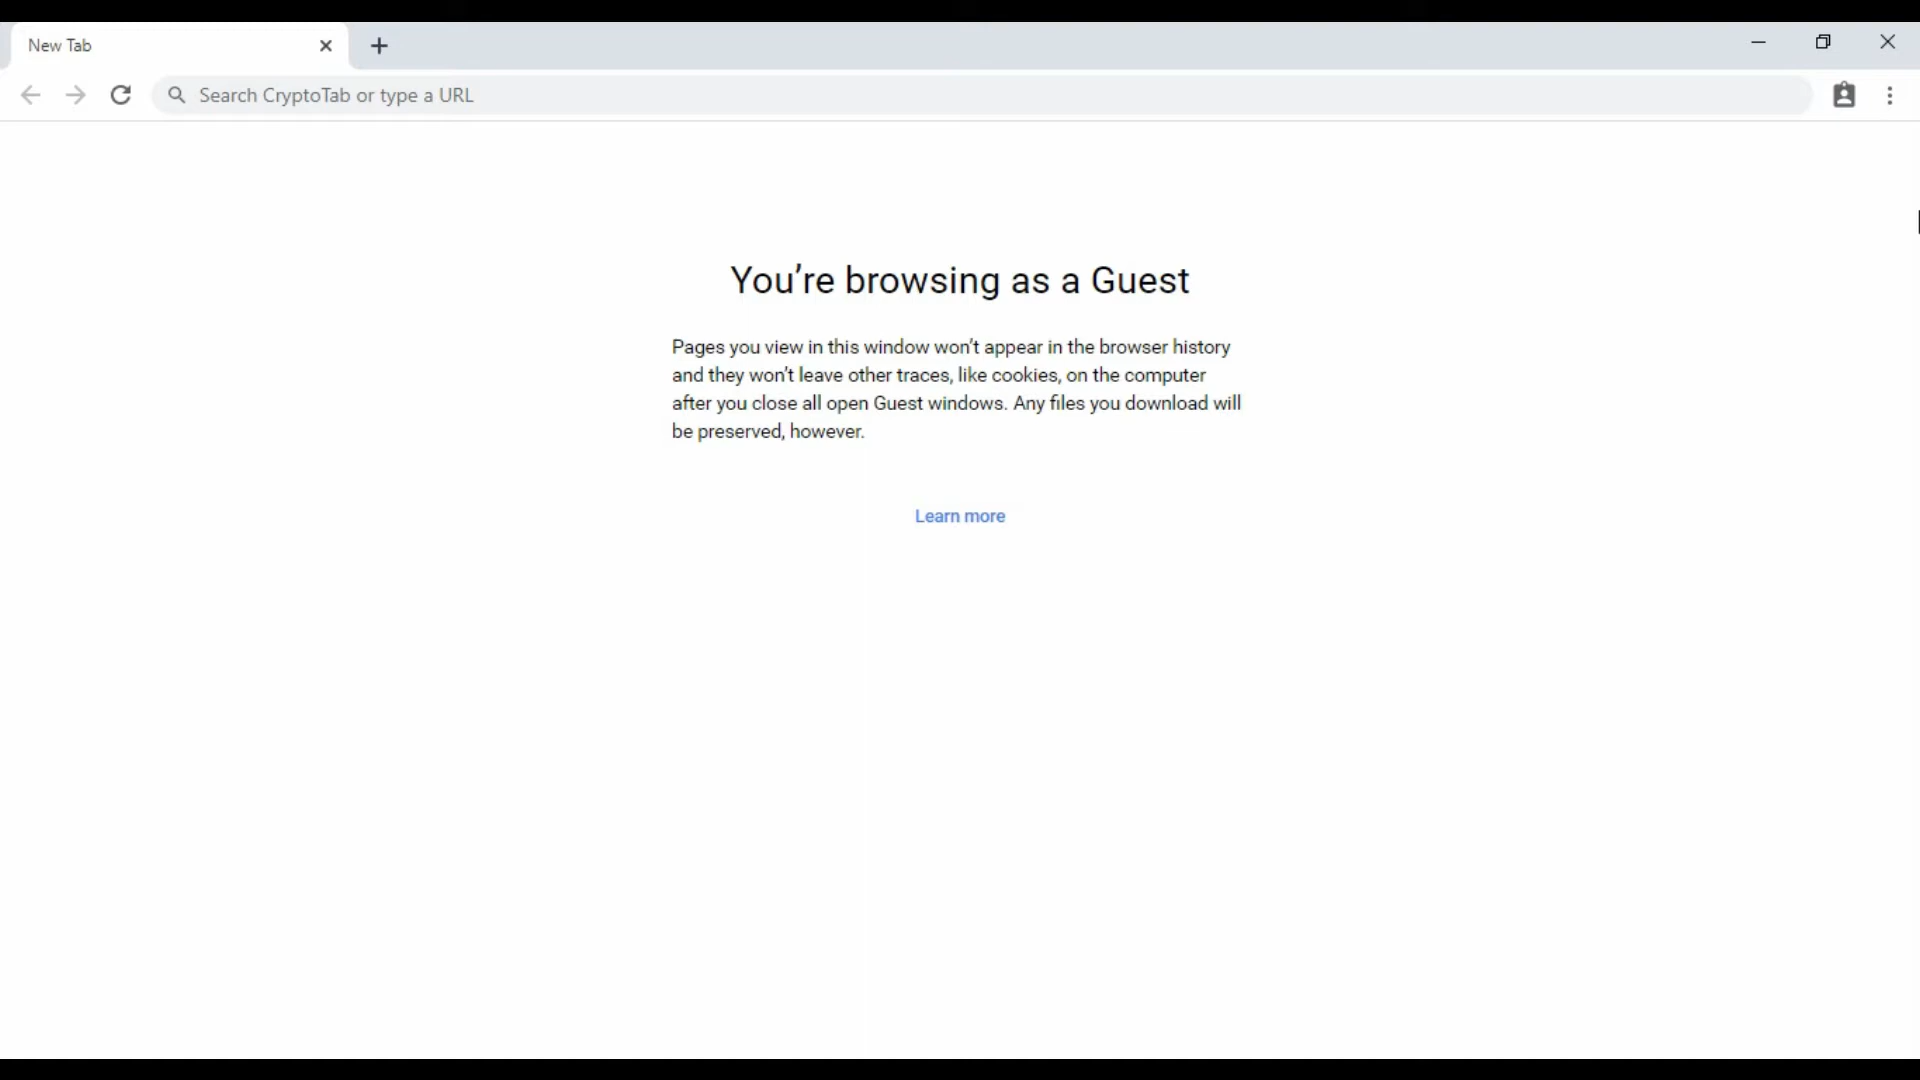 New Tab
Search CryptoTab or type a URL
You’re browsing as a Guest
Pages you view in this window won’t appear in the browser history
and they won’t leave other traces, like cookies, on the computer
after you close all open Guest windows. Any files you download will
be preserved, however.
Learn more